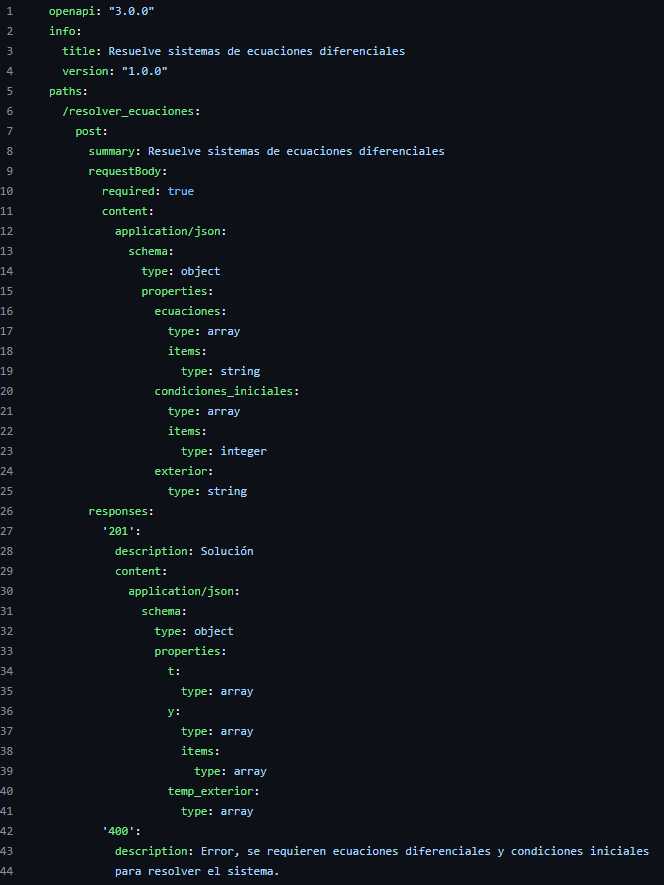 1 openapi: "3.0.0"
2 info:
3   title: Resuelve sistemas de ecuaciones diferenciales
4   version: "1.0.0"
5 paths:
6   /resolver_ecuaciones:
7     post:
8       summary: Resuelve sistemas de ecuaciones diferenciales
9       requestBody:
10         required: true
11         content:
12           application/json:
13             schema:
14               type: object
15               properties:
16                 ecuaciones:
17                   type: array
18                   items:
19                     type: string
20                 condiciones_iniciales:
21                   type: array
22                   items:
23                     type: integer
24                 exterior:
25                   type: string
26       responses:
27         '201':
28           description: Solución
29           content:
30             application/json:
31               schema:
32                 type: object
33                 properties:
34                   t:
35                     type: array
36                   y:
37                     type: array
38                     items:
39                       type: array
40                   temp_exterior:
41                     type: array
42         '400':
43           description: Error, se requieren ecuaciones diferenciales y condiciones iniciales
44           para resolver el sistema.